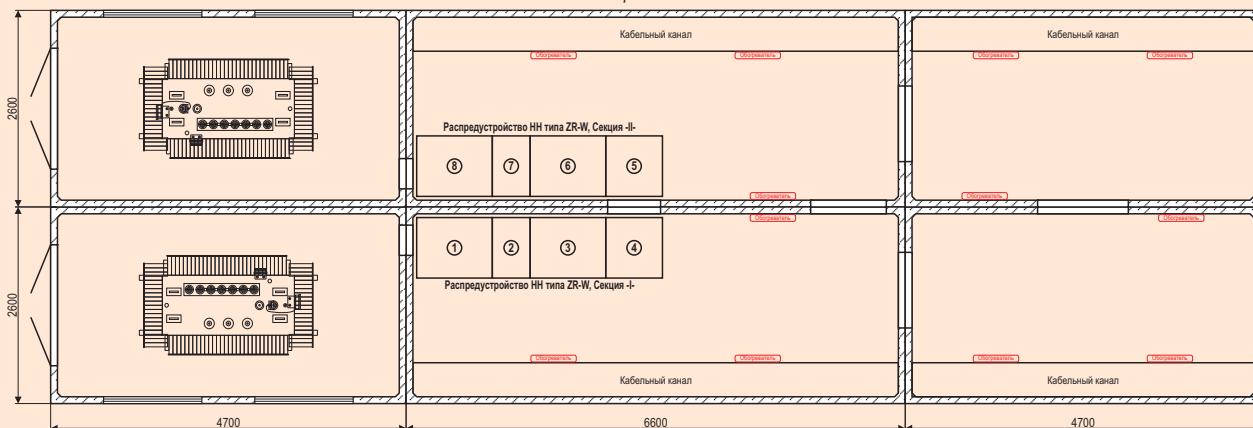 Кабельный канал
Кабельный канал
Обогреватель
Обогреватель
Обогреватель
Обогреватель
2600
Распредустройство НН типа ZR-W, Секция -II-
8
7
6
5
Обогреватель
Обогреватель
Обогреватель
Обогреватель
1
2
3
4
2600
Распредустройство НН типа ZR-W, Секция -I-
Обогреватель
Обогреватель
Обогреватель
Обогреватель
Кабельный канал
Кабельный канал
4700
6600
4700